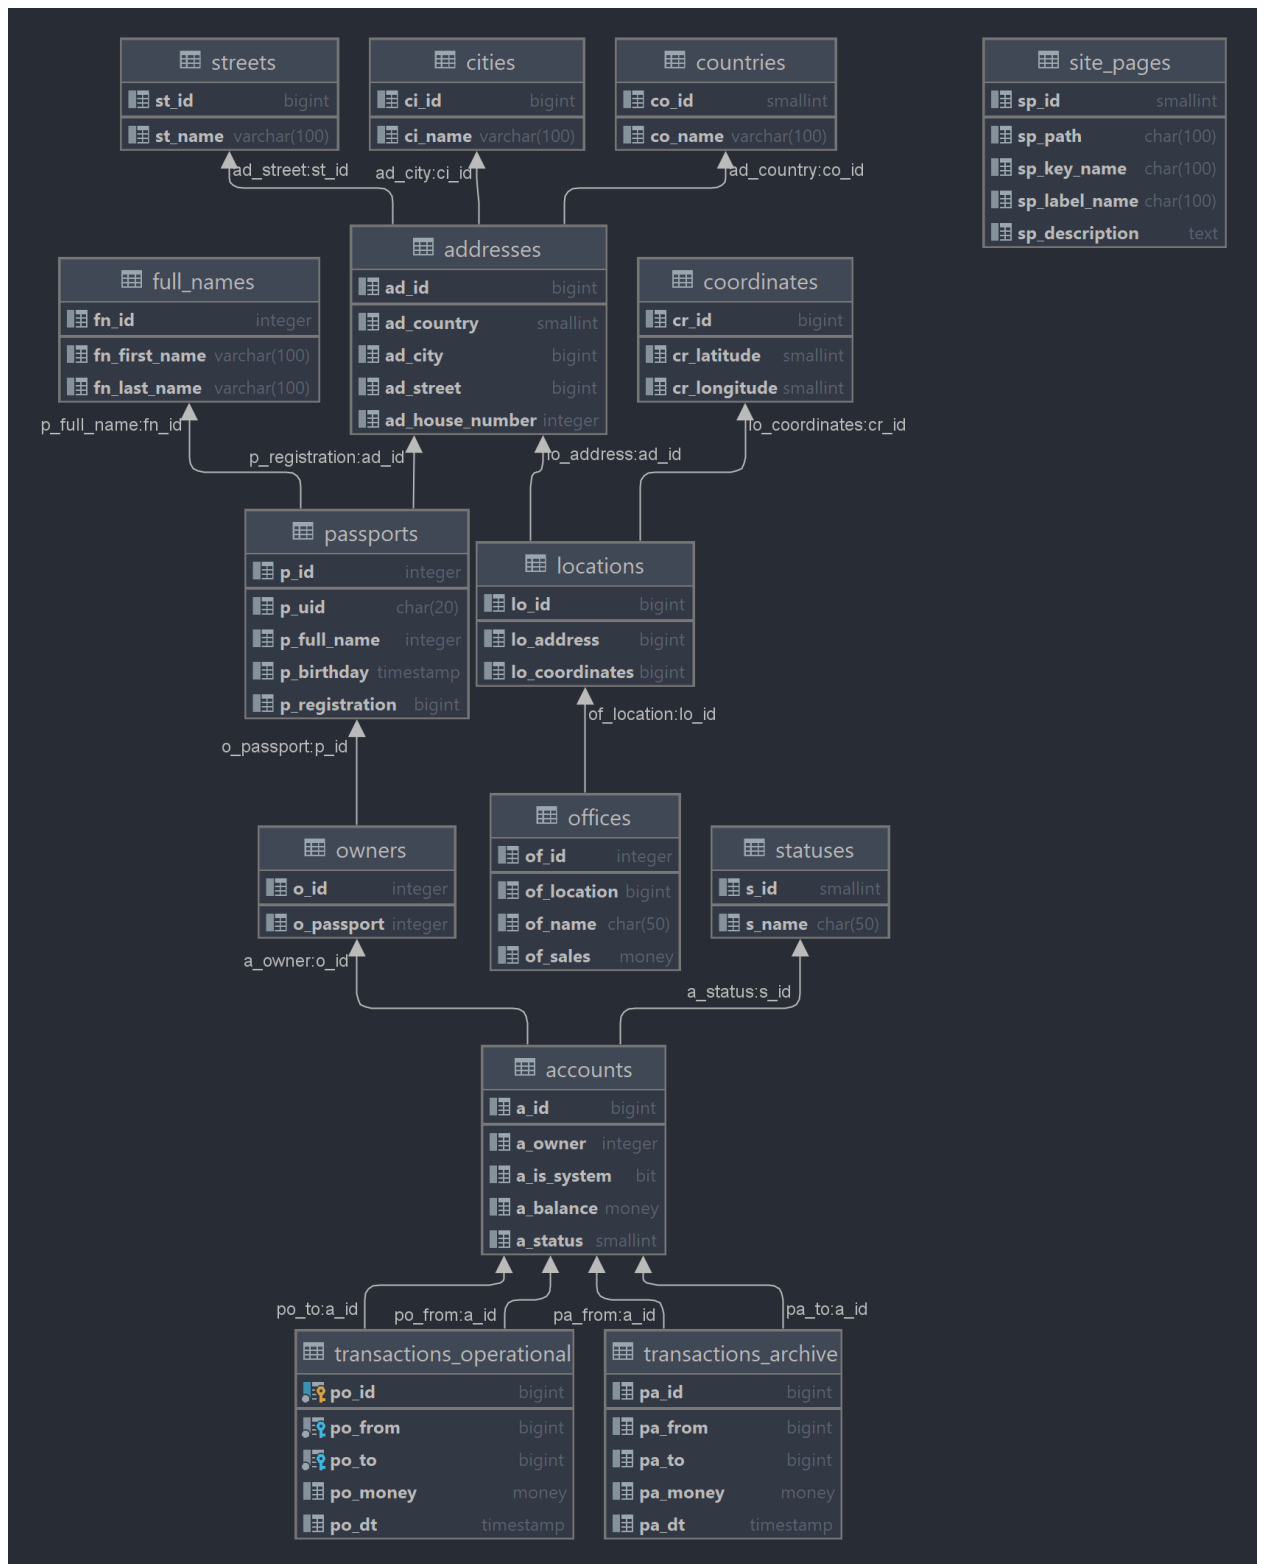 streets
st_id bigint
st_name varchar(100)
cities
ci_id bigint
ci_name varchar(100)
countries
co_id smallint
co_name varchar(100)
site_pages
sp_id smallint
sp_path char(100)
sp_key_name char(100)
sp_label_name char(100)
sp_description text
ad_street:st_id
ad_city:ci_id
ad_country:co_id
full_names
fn_id integer
fn_first_name varchar(100)
fn_last_name varchar(100)
addresses
ad_id bigint
ad_country smallint
ad_city bigint
ad_street bigint
ad_house_number integer
coordinates
cr_id bigint
cr_latitude smallint
cr_longitude smallint
p_full_name:fn_id
p_registration:ad_id
lo_address:ad_id
lo_coordinates:cr_id
passports
p_id integer
p_uid char(20)
p_full_name integer
p_birthday timestamp
p_registration bigint
locations
lo_id bigint
lo_address bigint
lo_coordinates bigint
o_passport:p_id
of_location:lo_id
owners
o_id integer
o_passport integer
offices
of_id integer
of_location bigint
of_name char(50)
of_sales money
statuses
s_id smallint
s_name char(50)
a_owner:o_id
a_status:s_id
accounts
a_id bigint
a_owner integer
a_is_system bit
a_balance money
a_status smallint
po_to:a_id
po_from:a_id
pa_from:a_id
pa_to:a_id
transactions_operational
po_id bigint
po_from bigint
po_to bigint
po_money money
po_dt timestamp
transactions_archive
pa_id bigint
pa_from bigint
pa_to bigint
pa_money money
pa_dt timestamp